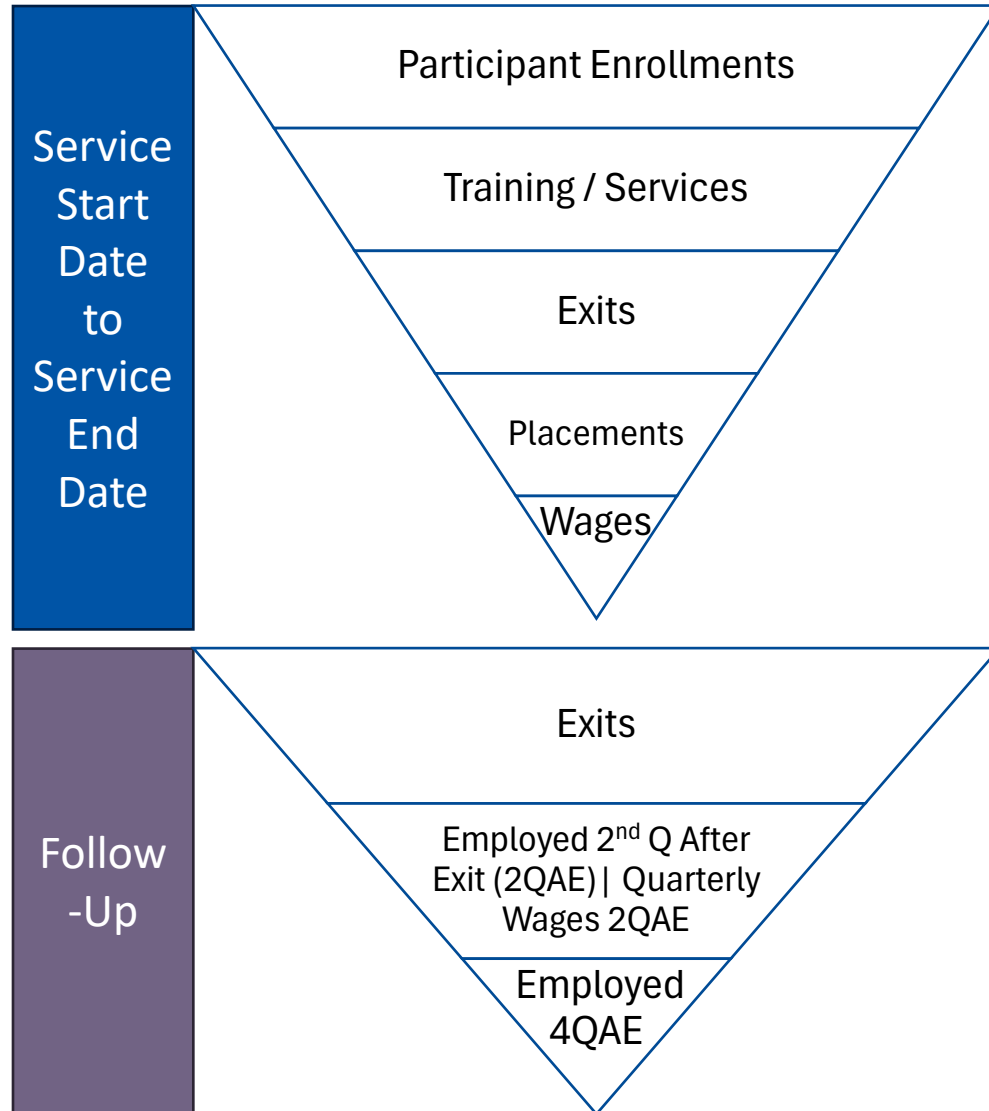 Service
Start
Date
to
Service
End
Date
Participant Enrollments
Training / Services
Exits
Placements
Wages
Follow
-Up
Exits
Employed 2nd Q After
Exit (2QAE) | Quarterly
Wages 2QAE
Employed
4QAE